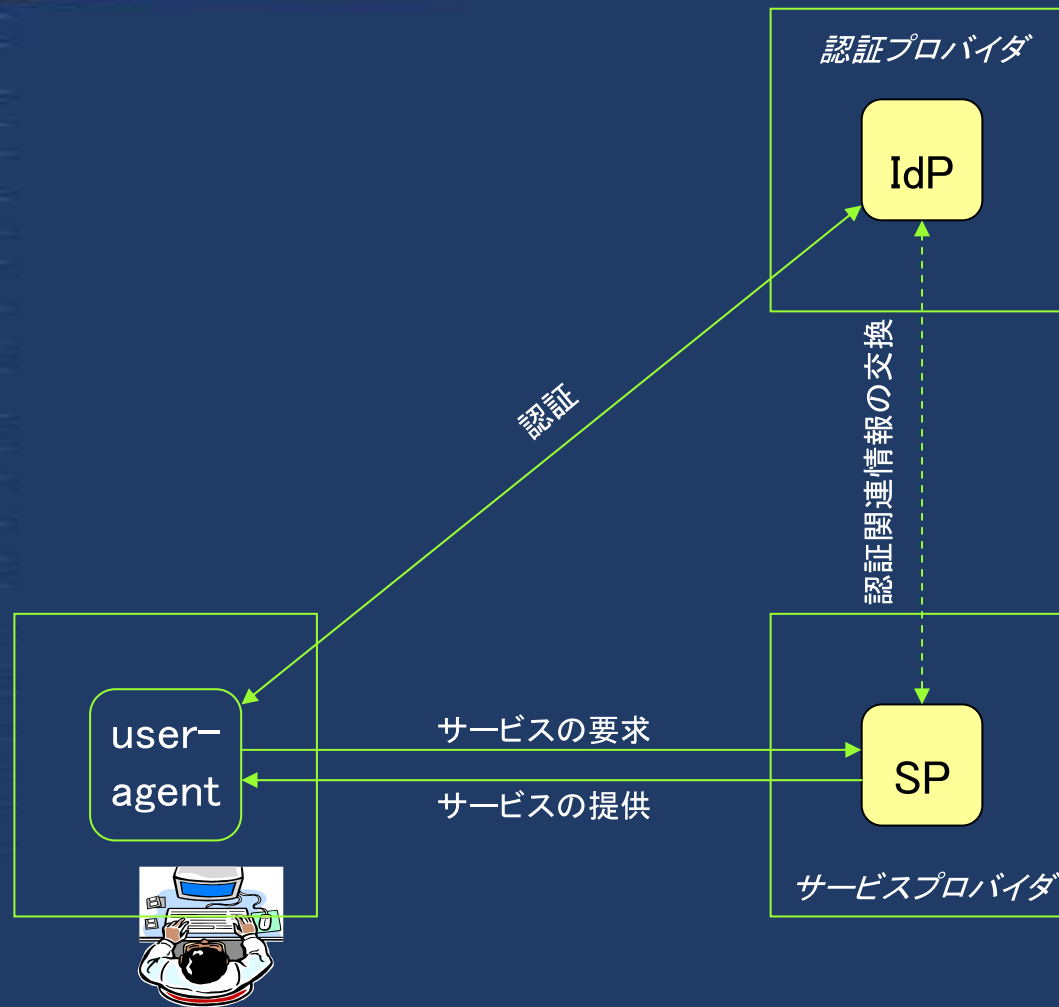 認証プロバイダ
IdP
認証
認証関連情報の交換
user-
agent
サービスの要求
サービスの提供
SP
サービスプロバイダ